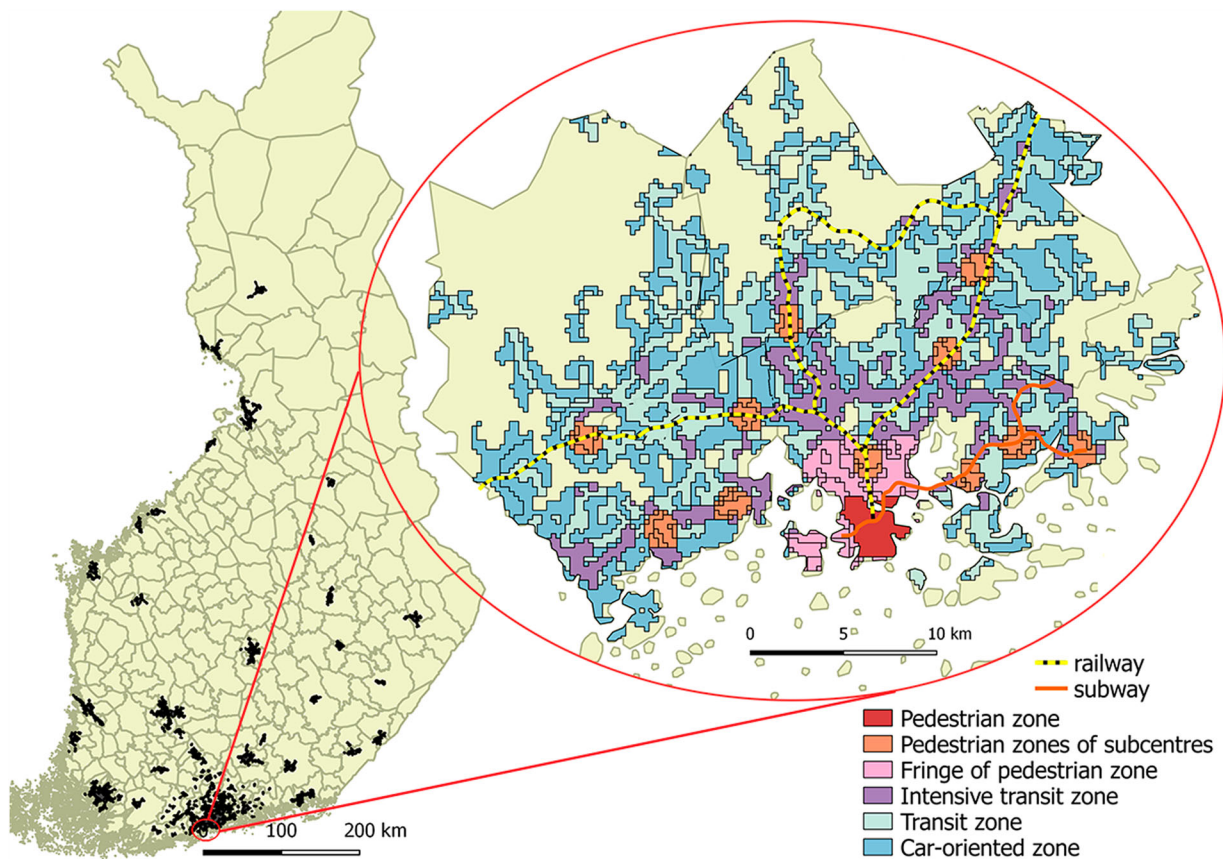 0 5 10 km
railway
subway
Pedestrian zone
Pedestrian zones of subcentres
Fringe of pedestrian zone
Intensive transit zone
Transit zone
Car-oriented zone
0 100 200 km